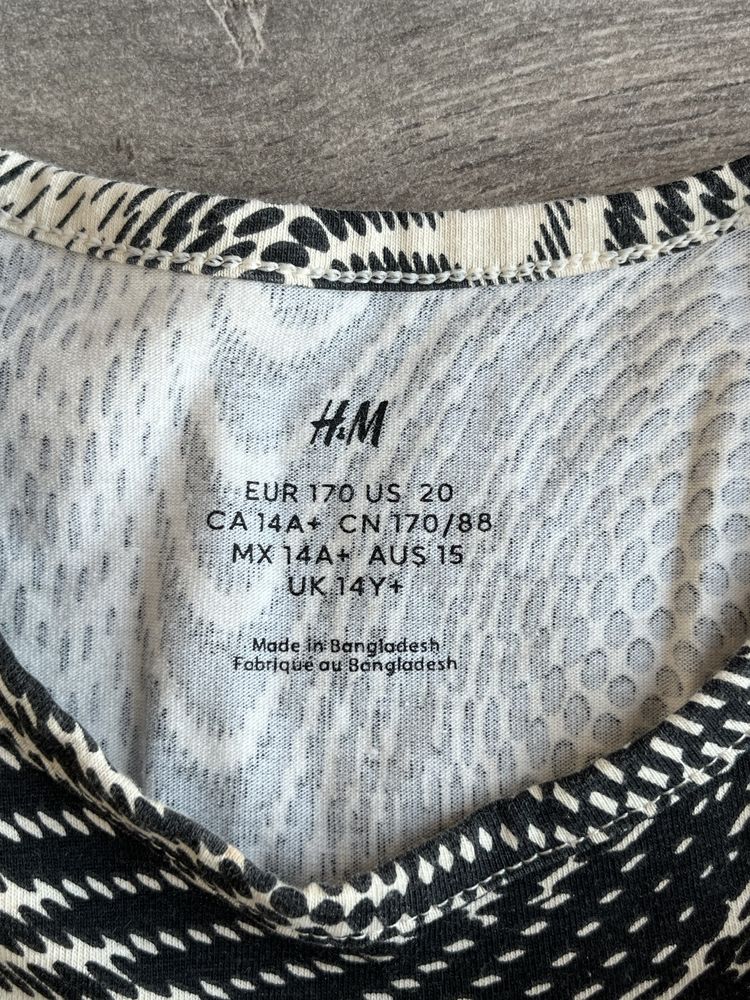 H&M
EUR 170 US 20
CA 14A+ CN 170/88
MX 14A+ AUS 15
UK 14Y+
Made in Bangladesh
Fabriqué au Bangladesh